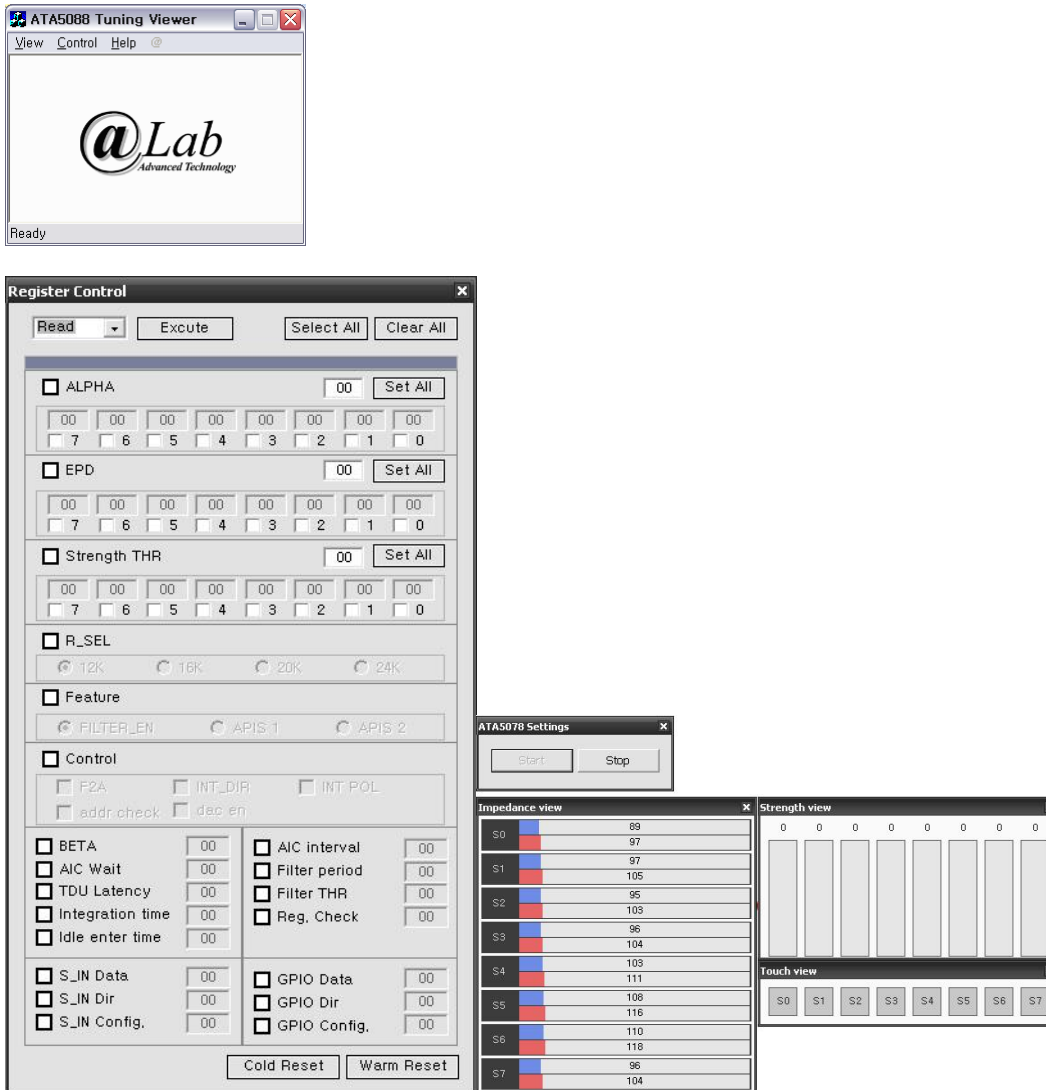 ATA5088 Tuning Viewer
View Control Help @
@Lab
Advanced Technology
Ready
Register Control
Read Excute Select All Clear All
ALPHA 00 Set All
00 00 00 00 00 00 00 00
7 6 5 4 3 2 1 0
EPD 00 Set All
00 00 00 00 00 00 00 00
7 6 5 4 3 2 1 0
Strength THR 00 Set All
00 00 00 00 00 00 00 00
7 6 5 4 3 2 1 0
R_SEL
12K 16K 20K 24K
Feature
FILTER_EN APIS 1 APIS 2
Control
F2A INT_DIR INT POL
addr check dac en
BETA 00
AIC Wait 00
TDU Latency 00
Integration time 00
Idle enter time 00
AIC interval 00
Filter period 00
Filter THR 00
Reg. Check 00
S_IN Data 00
S_IN Dir 00
S_IN Config. 00
GPIO Data 00
GPIO Dir 00
GPIO Config. 00
Cold Reset Warm Reset
ATA5078 Settings
Start Stop
Impedance view
S0 89
97
S1 97
105
S2 95
103
S3 96
104
S4 103
111
S5 108
116
S6 110
118
S7 96
104
Strength view
0 0 0 0 0 0 0 0
Touch view
S0 S1 S2 S3 S4 S5 S6 S7